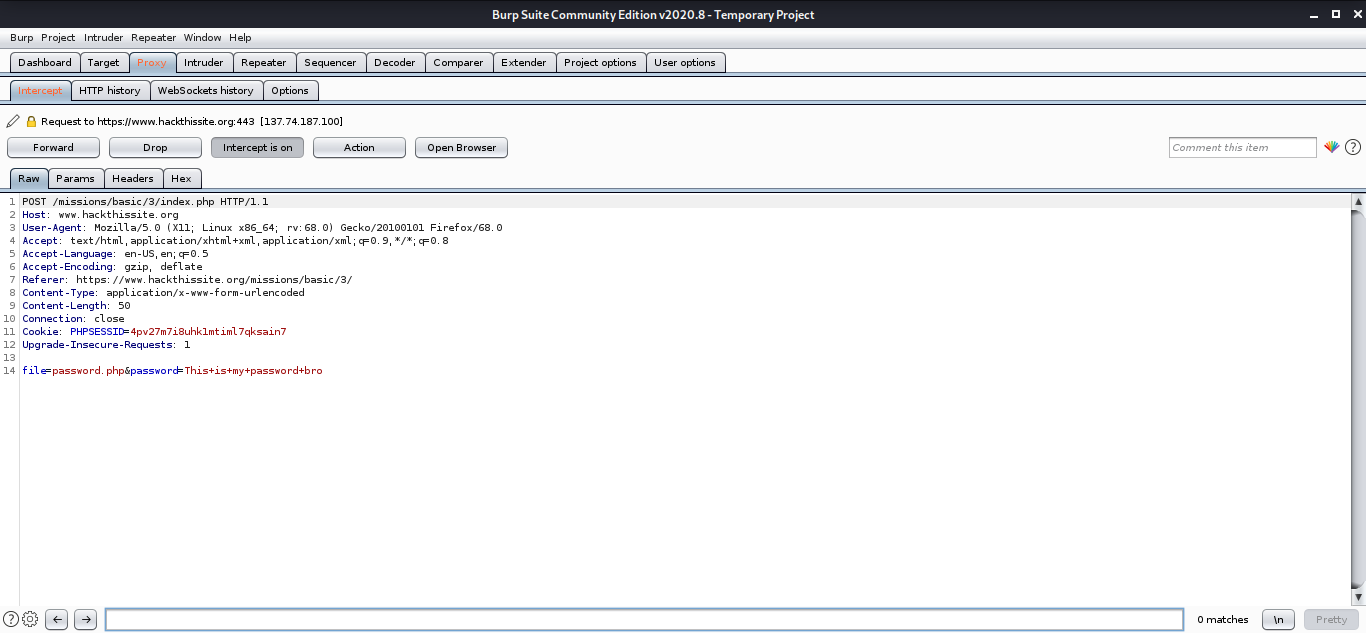 Burp Suite Community Edition v2020.8 - Temporary Project
Burp Project Intruder Repeater Window Help
Dashboard Target Proxy Intruder Repeater Sequencer Decoder Comparer Extender Project options User options
Intercept HTTP history WebSockets history Options
Request to https://www.hackthissite.org:443 [137.74.187.100]
Forward Drop Intercept is on Action Open Browser Comment this item ?
Raw Params Headers Hex
1 POST /missions/basic/3/index.php HTTP/1.1
2 Host: www.hackthissite.org
3 User-Agent: Mozilla/5.0 (X11; Linux x86_64; rv:68.0) Gecko/20100101 Firefox/68.0
4 Accept: text/html,application/xhtml+xml,application/xml;q=0.9,*/*;q=0.8
5 Accept-Language: en-US,en;q=0.5
6 Accept-Encoding: gzip, deflate
7 Referer: https://www.hackthissite.org/missions/basic/3/
8 Content-Type: application/x-www-form-urlencoded
9 Content-Length: 50
10 Connection: close
11 Cookie: PHPSESSID=4pv27m7i8uhk1mtiml7qksain7
12 Upgrade-Insecure-Requests: 1
13
14 file=password.php&password=This+is+my+password+bro
? 0 matches \n Pretty